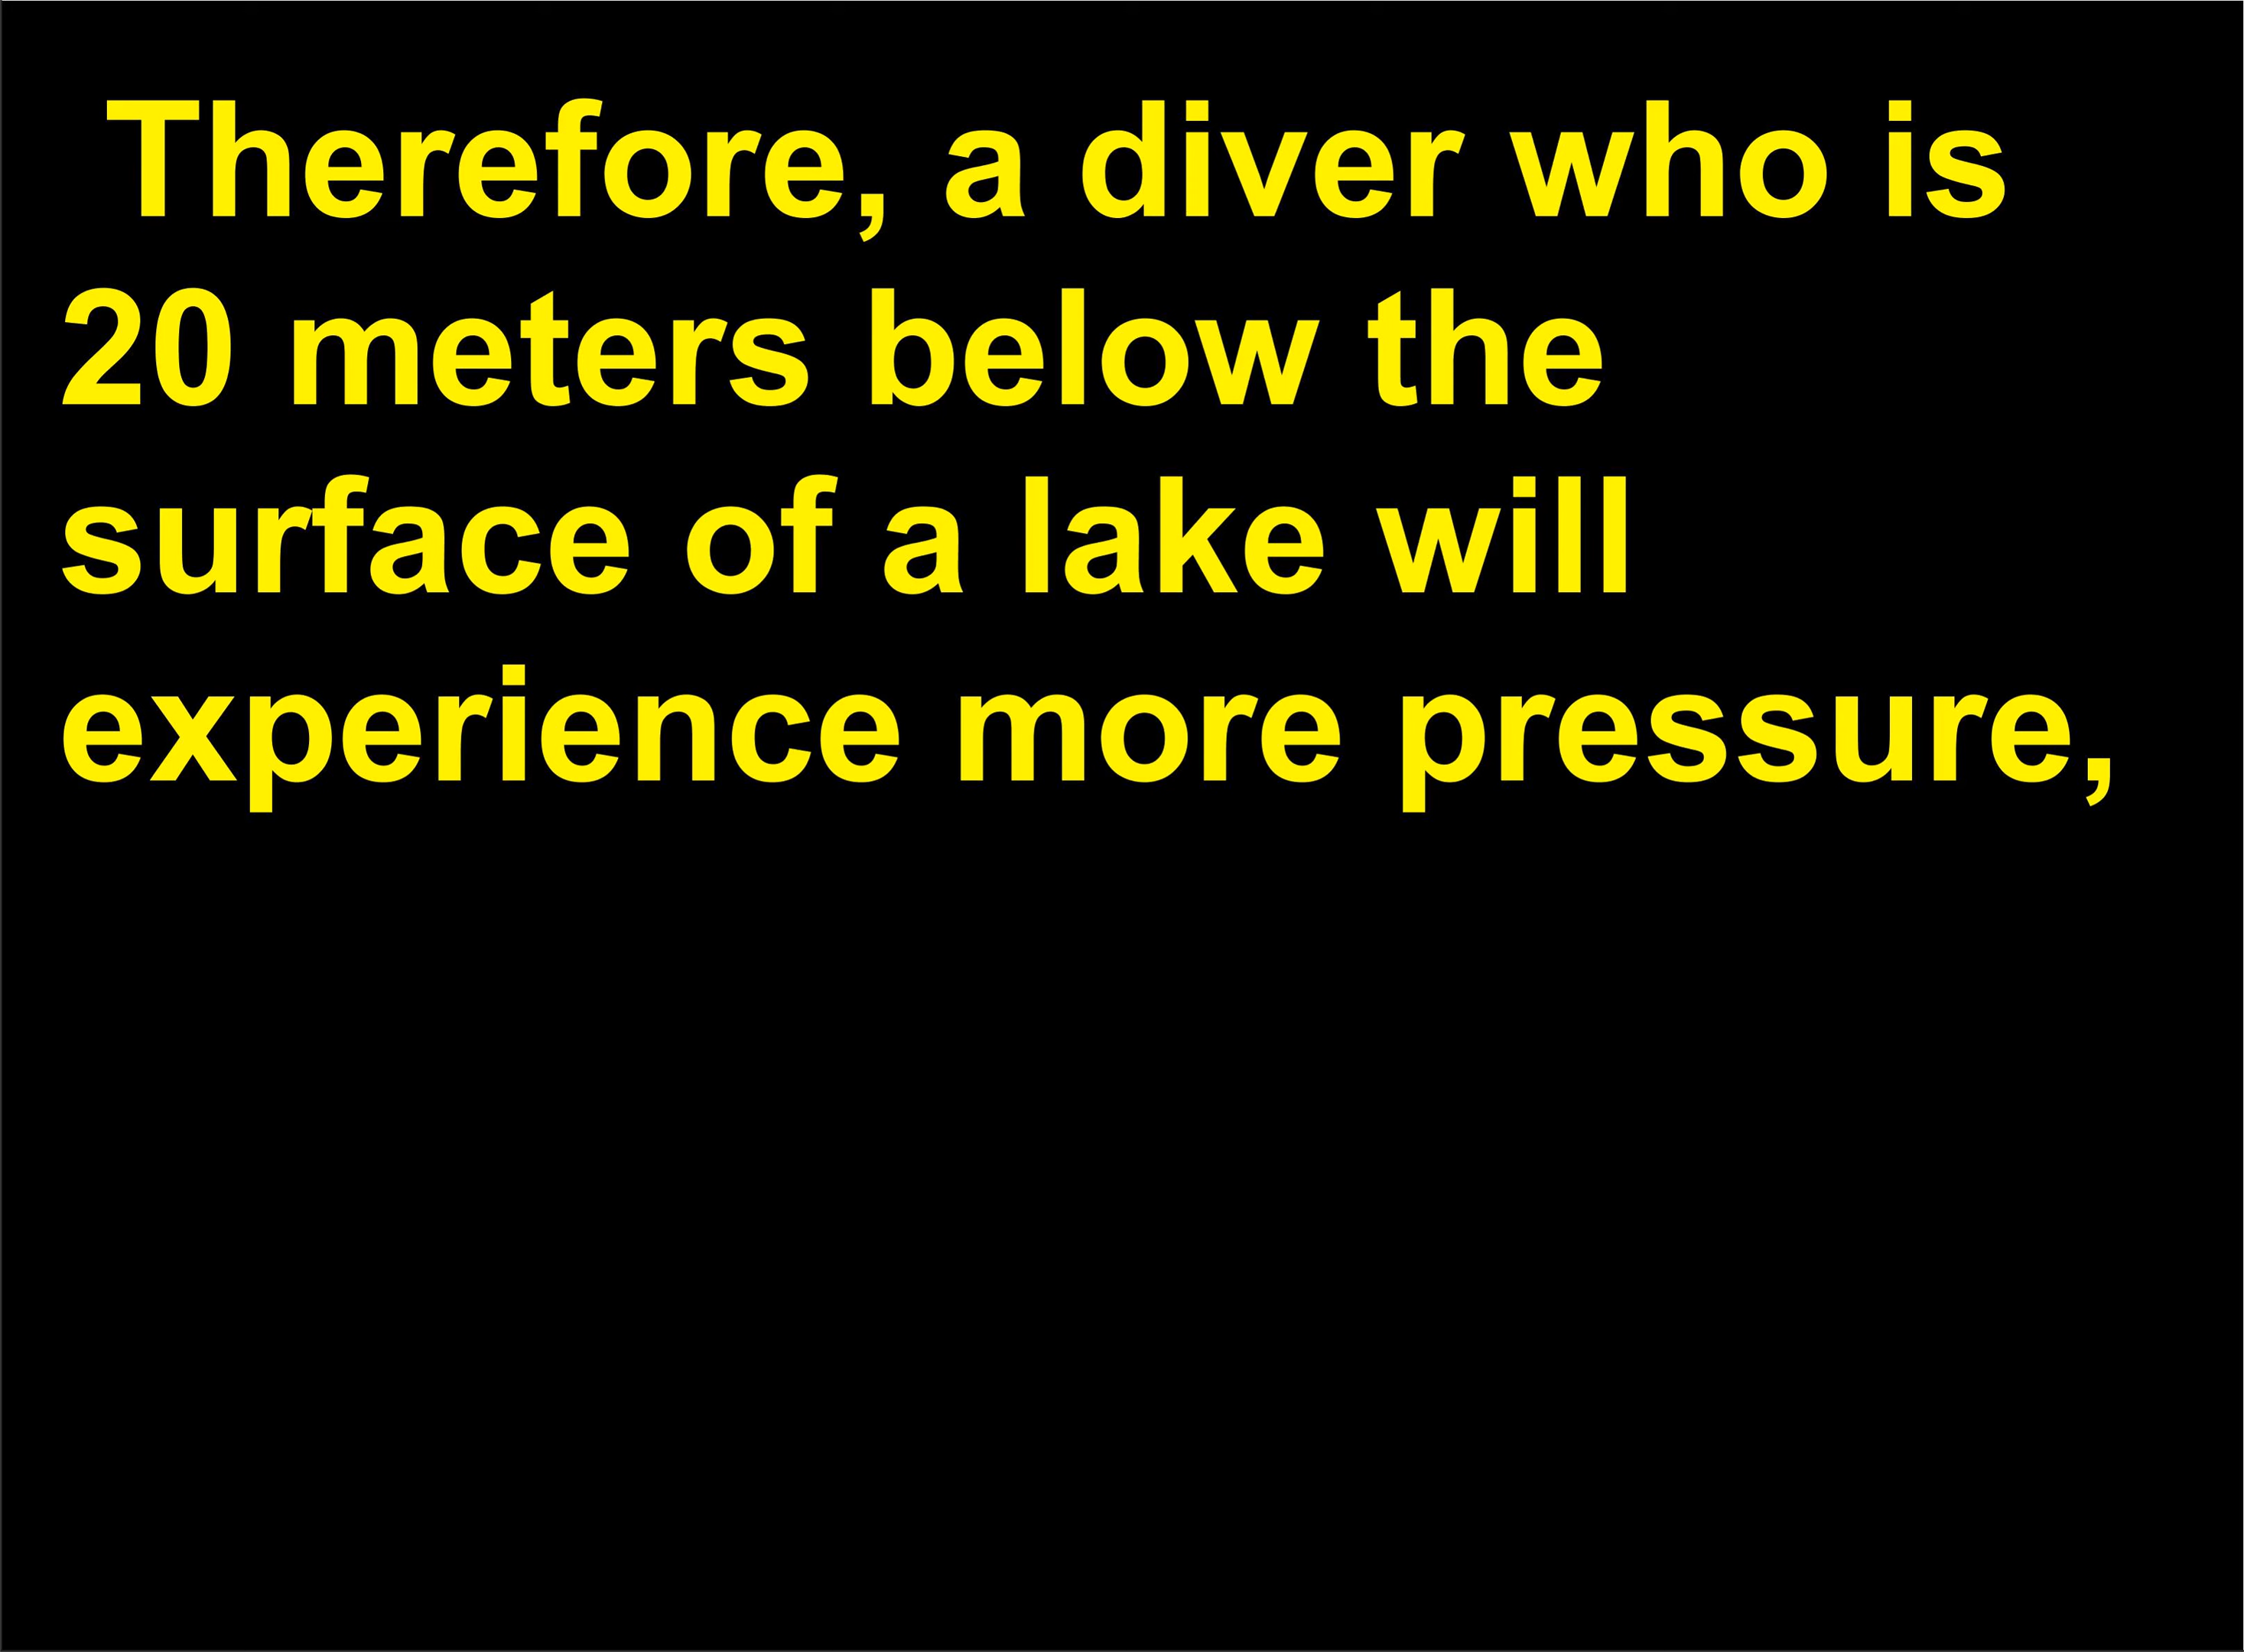 Therefore, a diver who is
20 meters below the
surface of a lake will
experience more pressure,